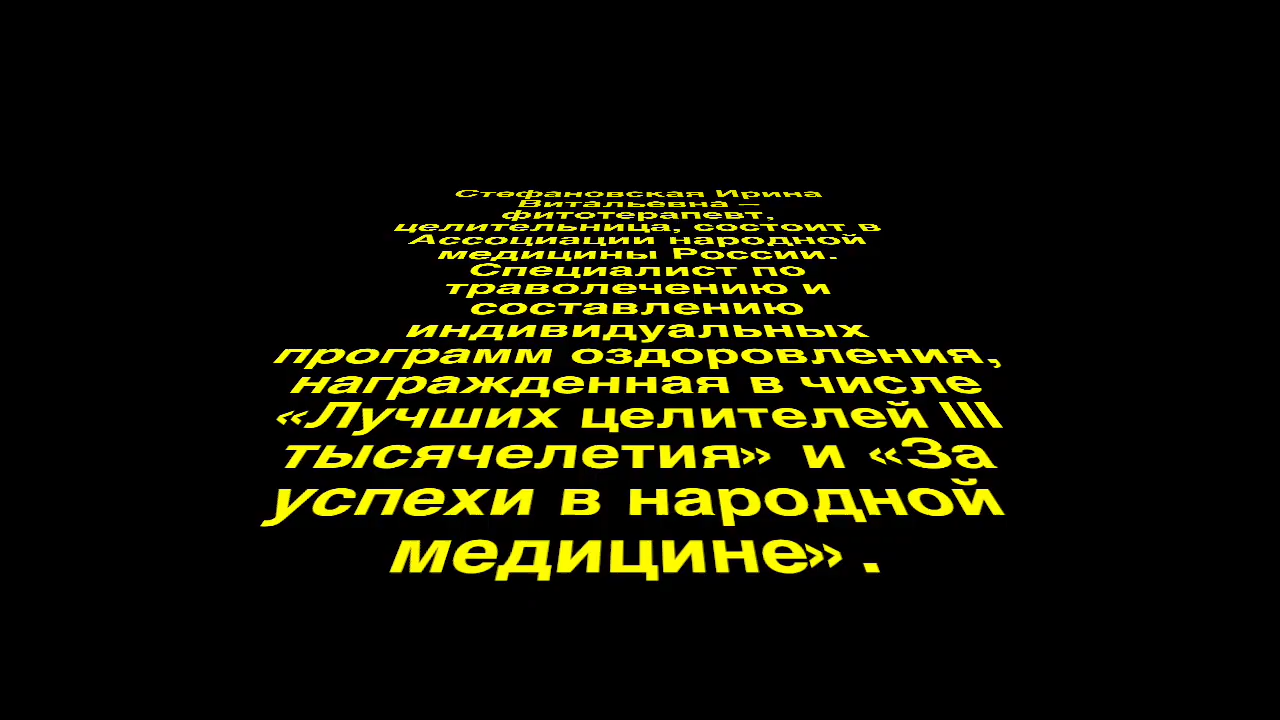 Стефановская Ирина
Витальевна –
фитотерапевт,
целительница, состоит в
Ассоциации народной
медицины России.
Специалист по
траволечению и
составлению
индивидуальных
программ оздоровления,
награжденная в числе
«Лучших целителей III
тысячелетия» и «За
успехи в народной
медицине».